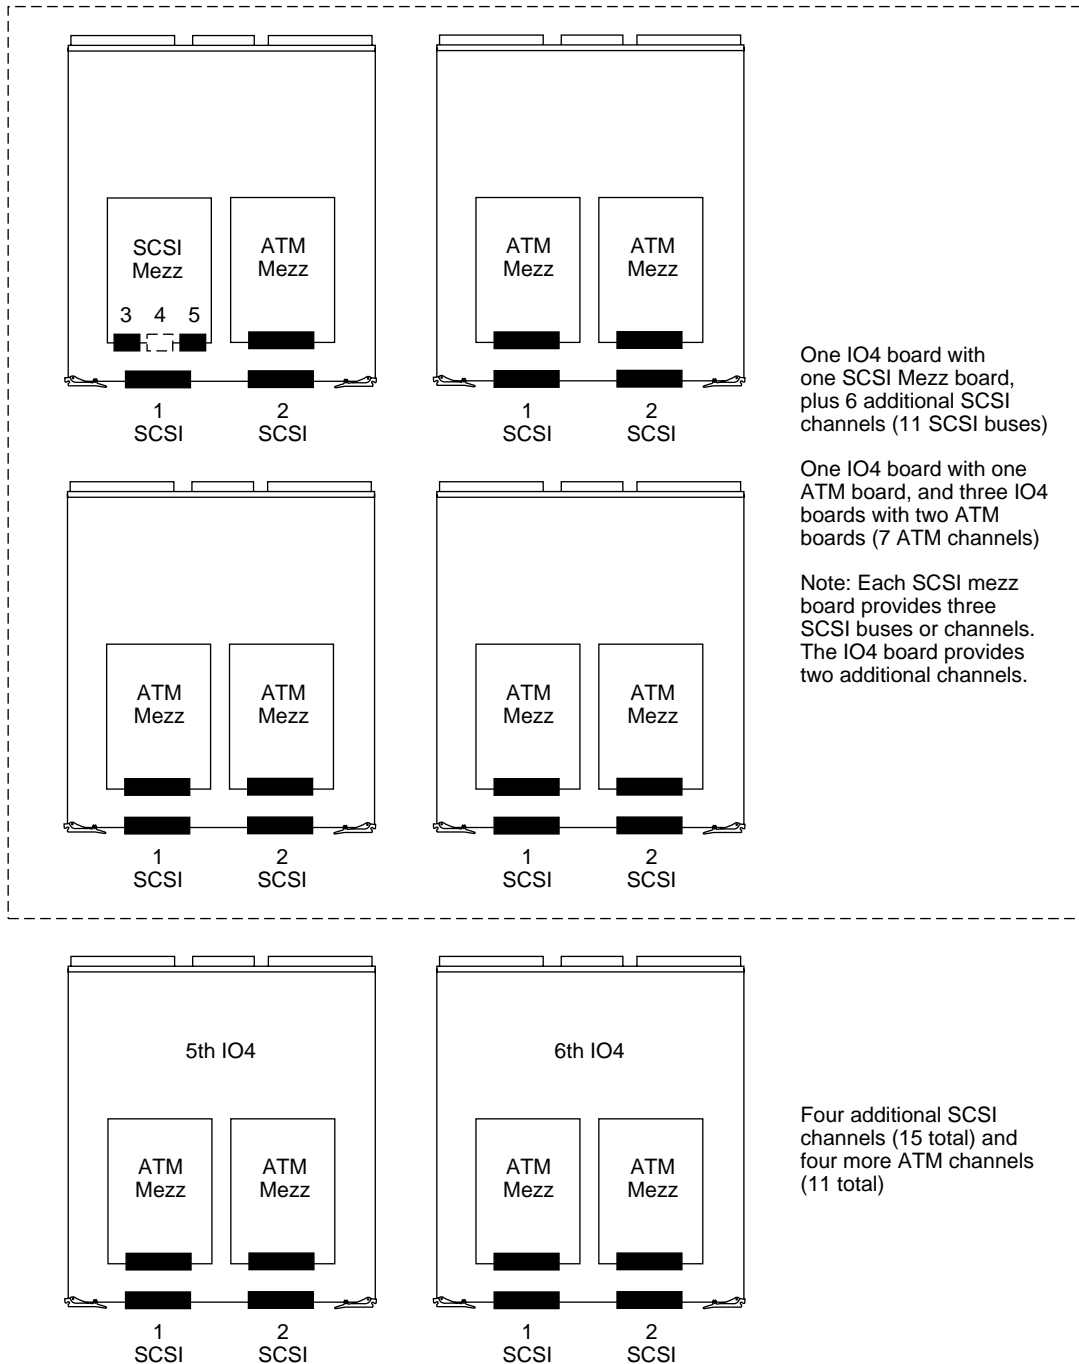 SCSI
Mezz
3 4 5
ATM
Mezz
1
SCSI
2
SCSI
ATM
Mezz
ATM
Mezz
1
SCSI
2
SCSI
One IO4 board with
one SCSI Mezz board,
plus 6 additional SCSI
channels (11 SCSI buses)
One IO4 board with one
ATM board, and three IO4
boards with two ATM
boards (7 ATM channels)
Note: Each SCSI mezz
board provides three
SCSI buses or channels.
The IO4 board provides
two additional channels.
ATM
Mezz
ATM
Mezz
1
SCSI
2
SCSI
ATM
Mezz
ATM
Mezz
1
SCSI
2
SCSI
5th IO4
ATM
Mezz
ATM
Mezz
1
SCSI
2
SCSI
6th IO4
ATM
Mezz
ATM
Mezz
1
SCSI
2
SCSI
Four additional SCSI
channels (15 total) and
four more ATM channels
(11 total)